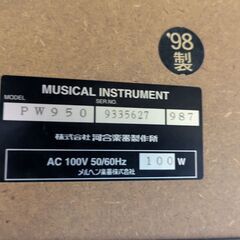 '98
製
MUSICAL INSTRUMENT
MODEL SER.NO.
PW950 9335627 987
株式会社 河合楽器製作所
AC 100V 50/60Hz 100W
メルヘン楽器株式会社